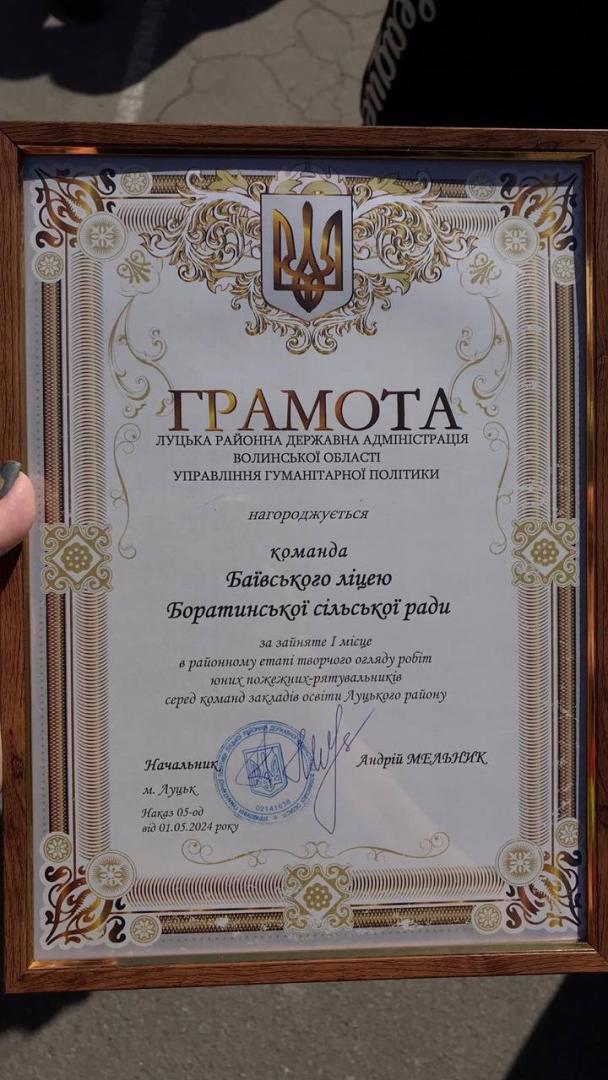 League
ГРАМОТА
ЛУЦЬКА РАЙОННА ДЕРЖАВНА АДМІНІСТРАЦІЯ
ВОЛИНСЬКОЇ ОБЛАСТІ
УПРАВЛІННЯ ГУМАНІТАРНОЇ ПОЛІТИКИ
нагороджується
команда
Баївського ліцею
Боратинської сільської ради
за зайняте І місце
в районному етапі творчого огляду робіт
юних пожежних-рятувальників
серед команд закладів освіти Луцького району
Начальник
Андрій МЕЛЬНИК
м. Луцьк
Наказ 05-од
від 01.05.2024 року
02141638